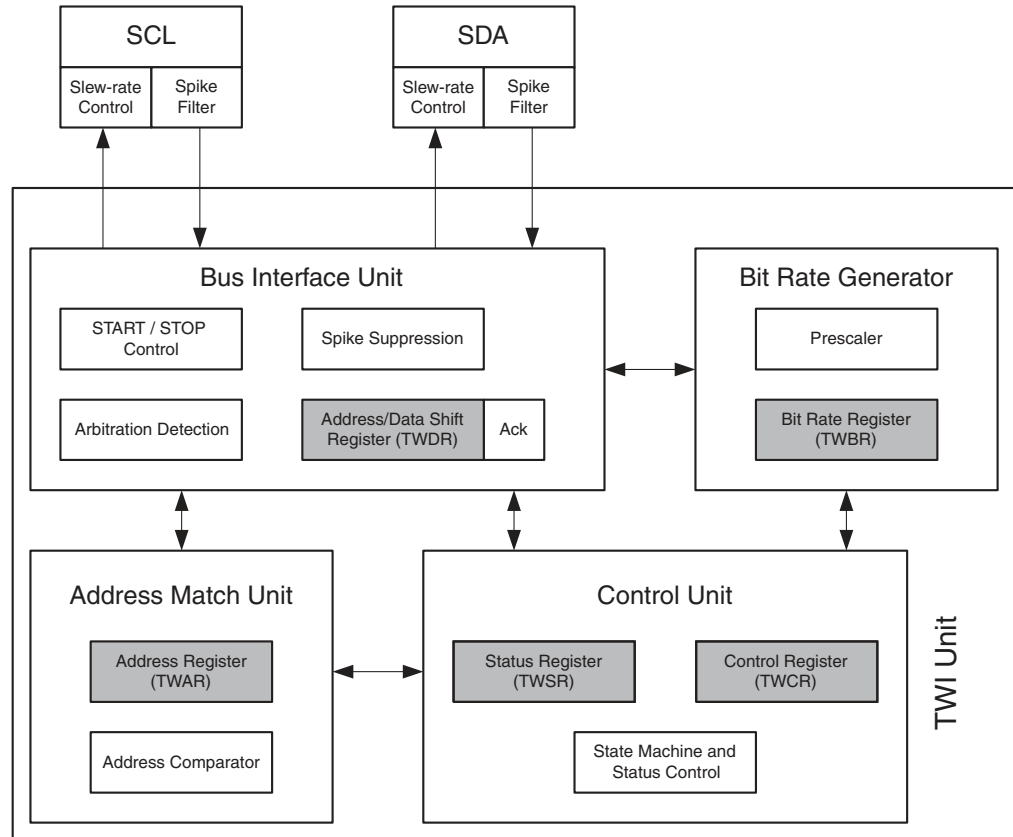 SCL
Slew-rate
Control
Spike
Filter
SDA
Slew-rate
Control
Spike
Filter
Bus Interface Unit
START / STOP
Control
Spike Suppression
Arbitration Detection
Address/Data Shift
Register (TWDR)
Ack
Bit Rate Generator
Prescaler
Bit Rate Register
(TWBR)
Address Match Unit
Address Register
(TWAR)
Address Comparator
Control Unit
Status Register
(TWSR)
Control Register
(TWCR)
State Machine and
Status Control
TWI Unit